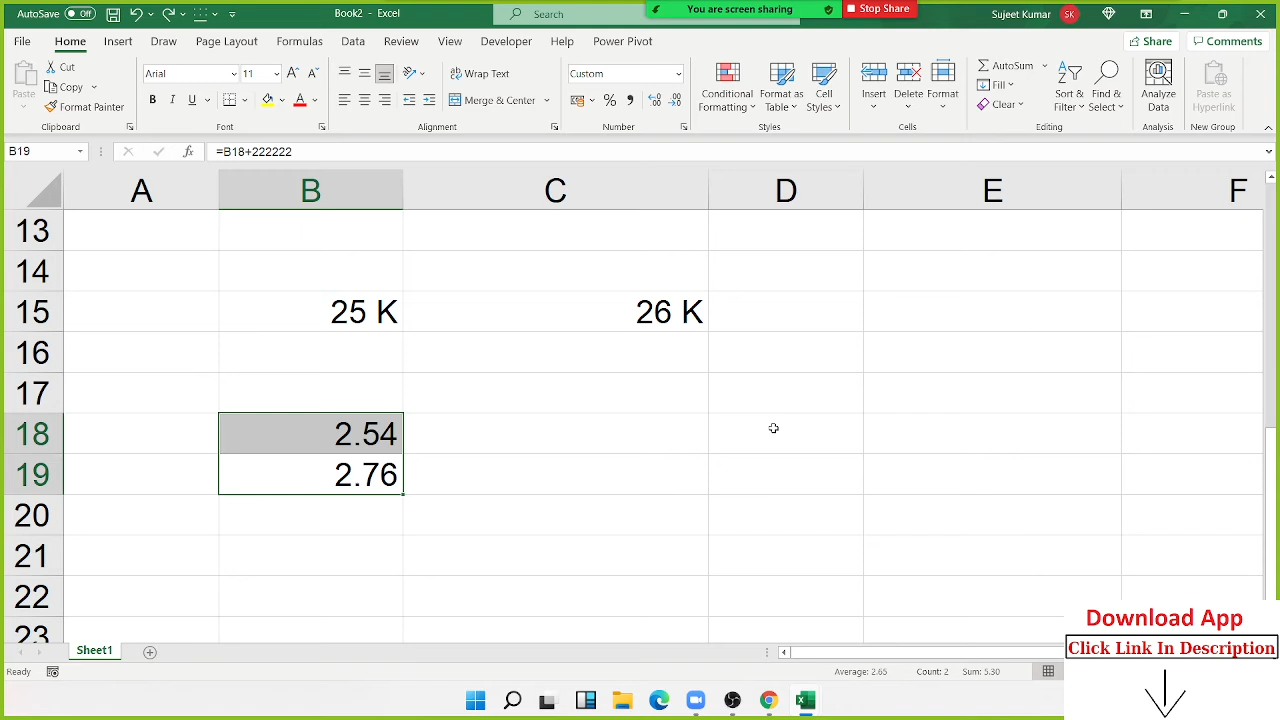 AutoSave Off Book2 - Excel Search You are screen sharing Stop Share Sujeet Kumar SK
File Home Insert Draw Page Layout Formulas Data Review View Developer Help Power Pivot Share Comments
Paste Cut Copy Format Painter
Arial 11
B I U A
Wrap Text
Merge & Center
Custom
Conditional Formatting Format as Table Cell Styles
Insert Delete Format
AutoSum Fill Clear
Sort & Filter Find & Select
Analyze Data
Paste as Hyperlink
Clipboard Font Alignment Number Styles Cells Editing Analysis New Group
B19 fx =B18+222222
A B C D E F
13
14
15 25 K 26 K
16
17
18 2.54
19 2.76
20
21
22
23
Sheet1
Ready Average: 2.65 Count: 2 Sum: 5.30
Download App
Click Link In Description